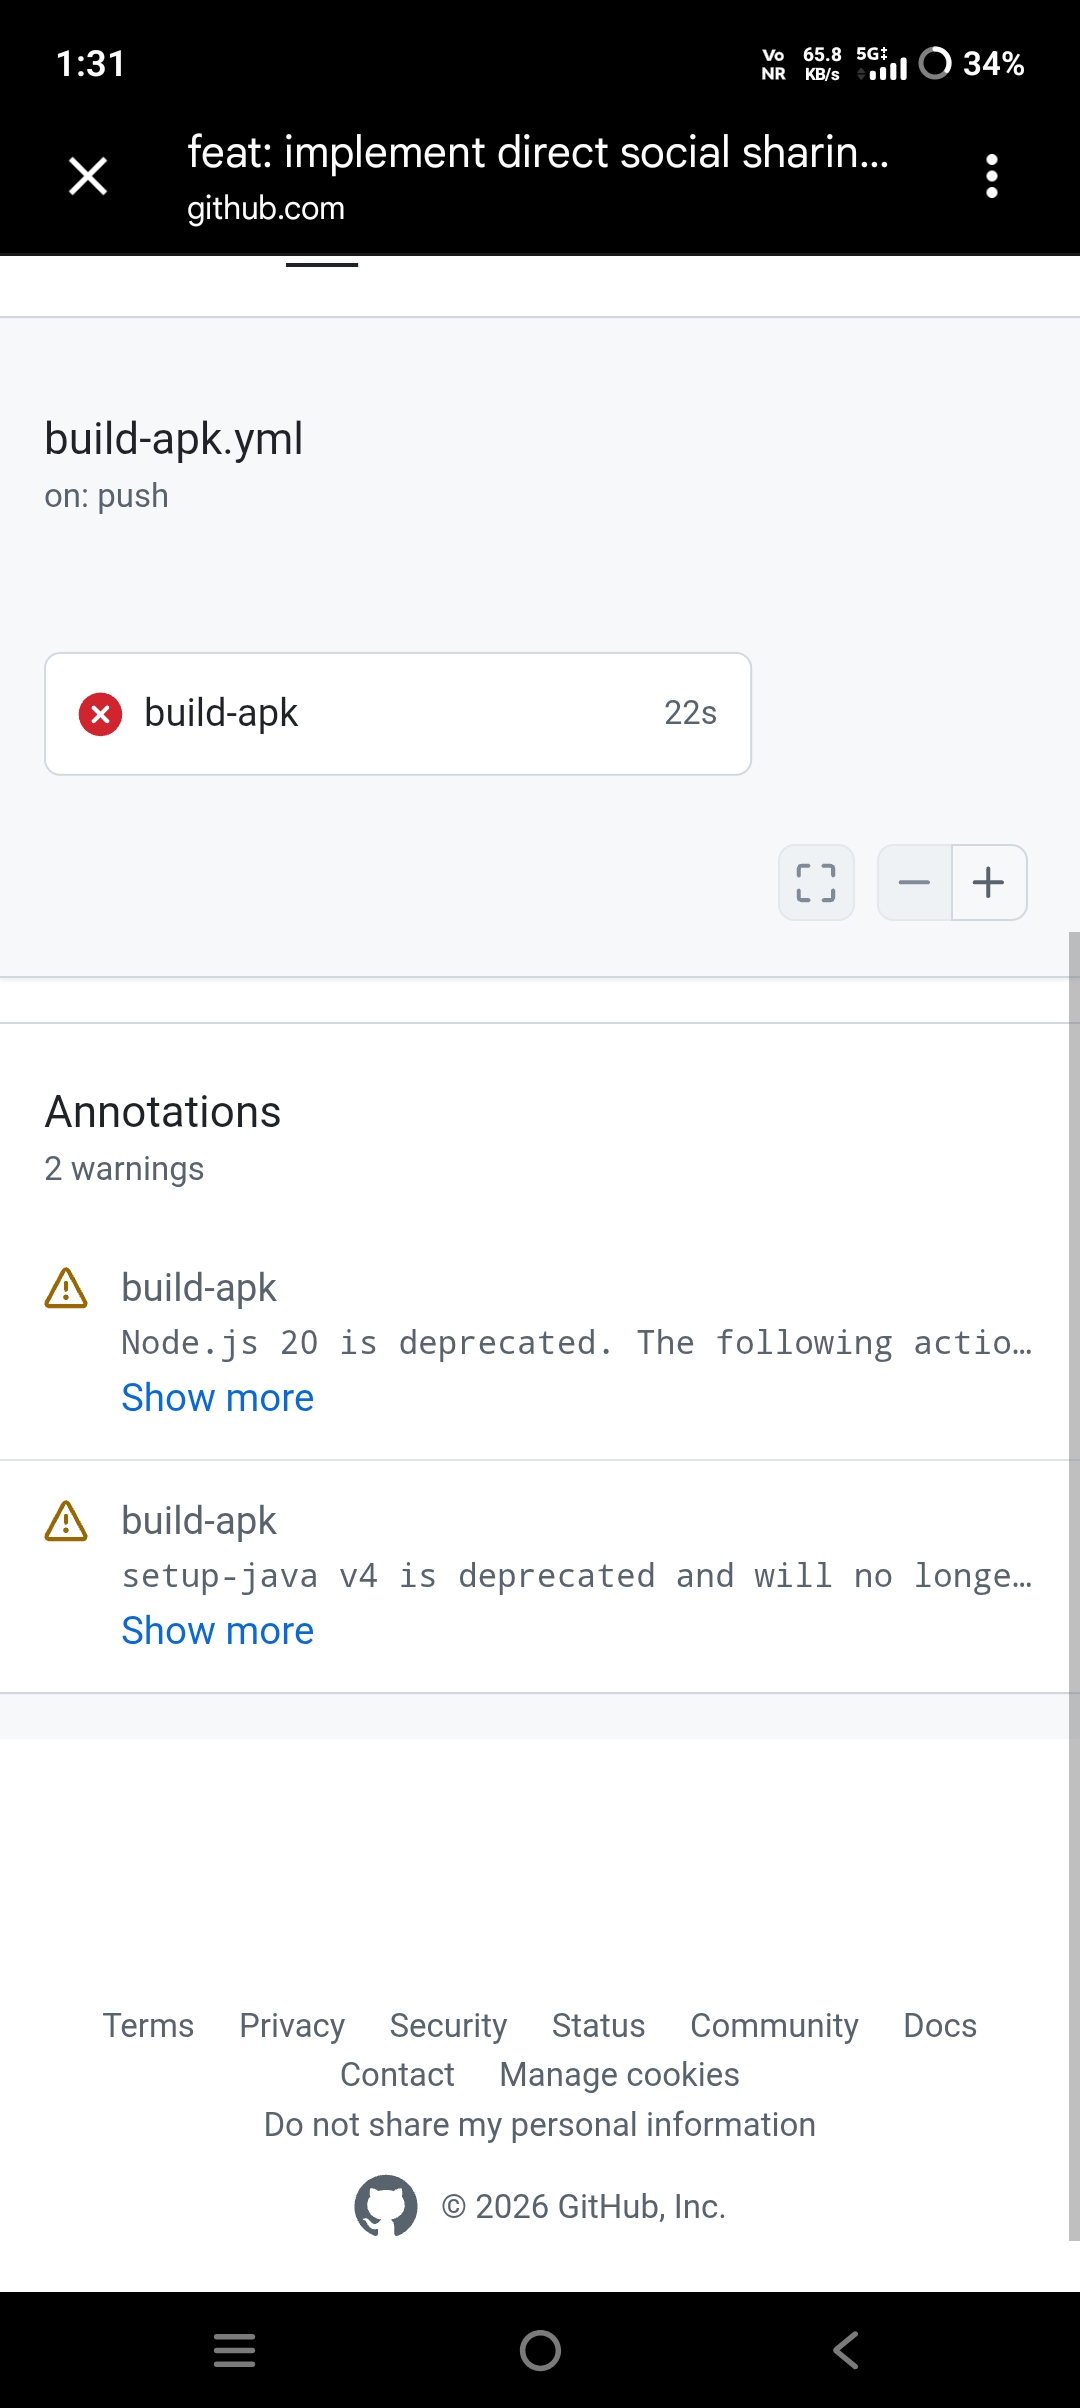 1:31
Vo NR 65.8 KB/s 5G‡ 34%
feat: implement direct social sharin...
github.com
build-apk.yml
on: push
build-apk 22s
Annotations
2 warnings
build-apk
Node.js 20 is deprecated. The following actio...
Show more
build-apk
setup-java v4 is deprecated and will no longe...
Show more
Terms Privacy Security Status Community Docs
Contact Manage cookies
Do not share my personal information
© 2026 GitHub, Inc.